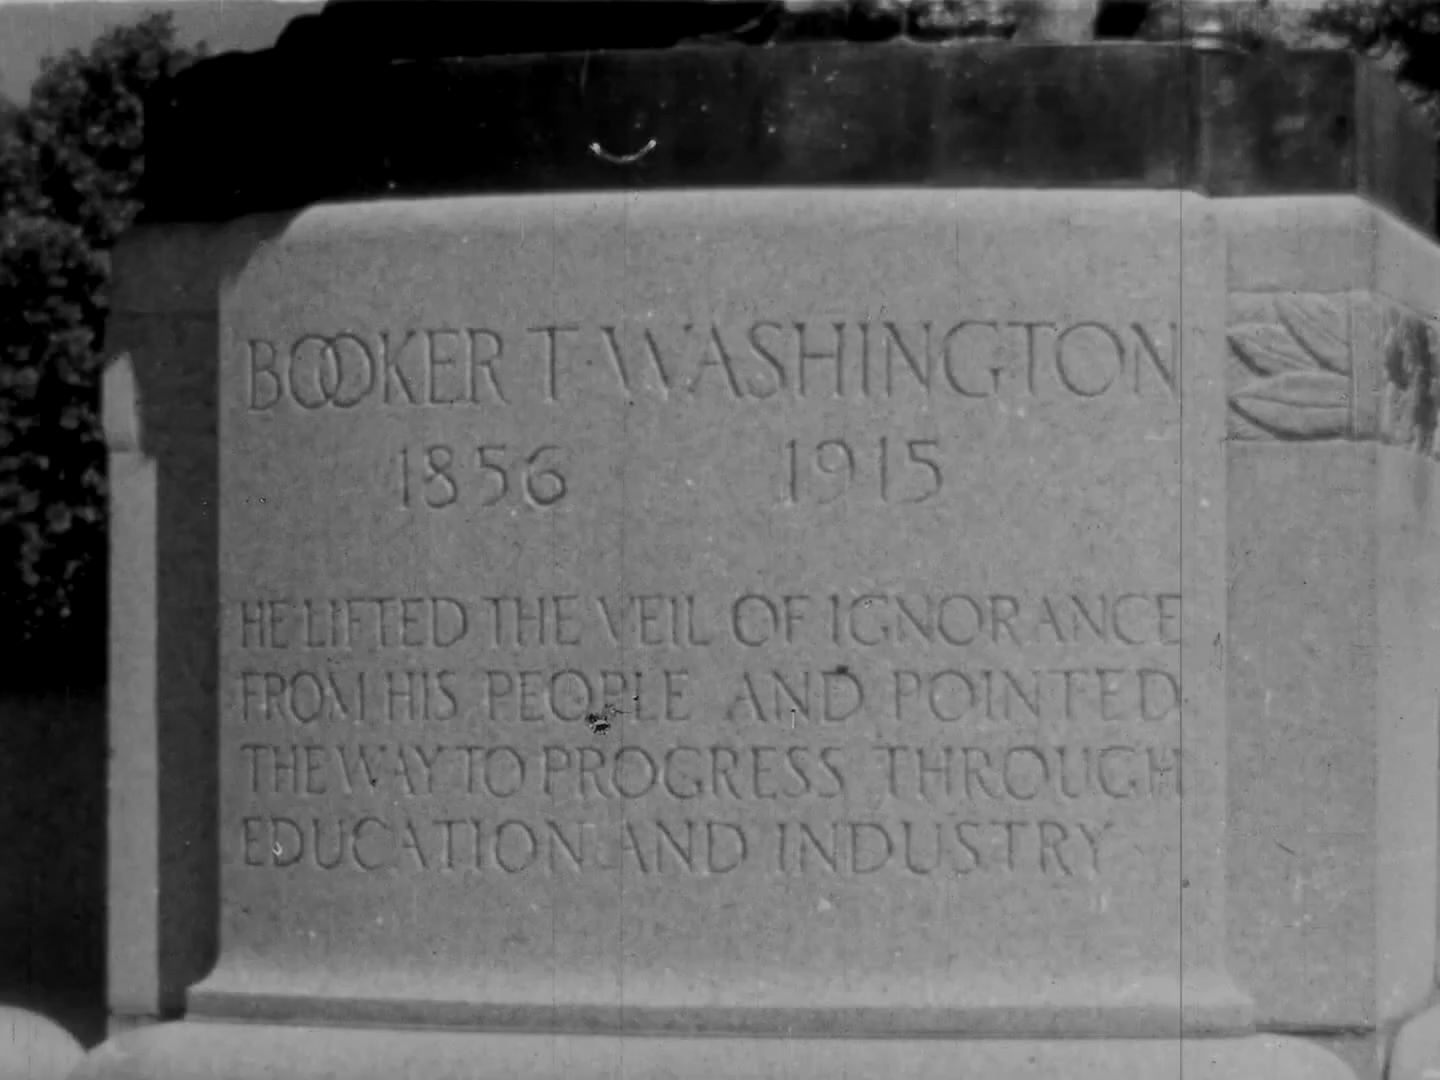 BOOKER T·WASHINGTON
1856 1915
HE LIFTED THE VEIL OF IGNORANCE
FROM HIS PEOPLE AND POINTED
THE WAY TO PROGRESS THROUGH
EDUCATION AND INDUSTRY